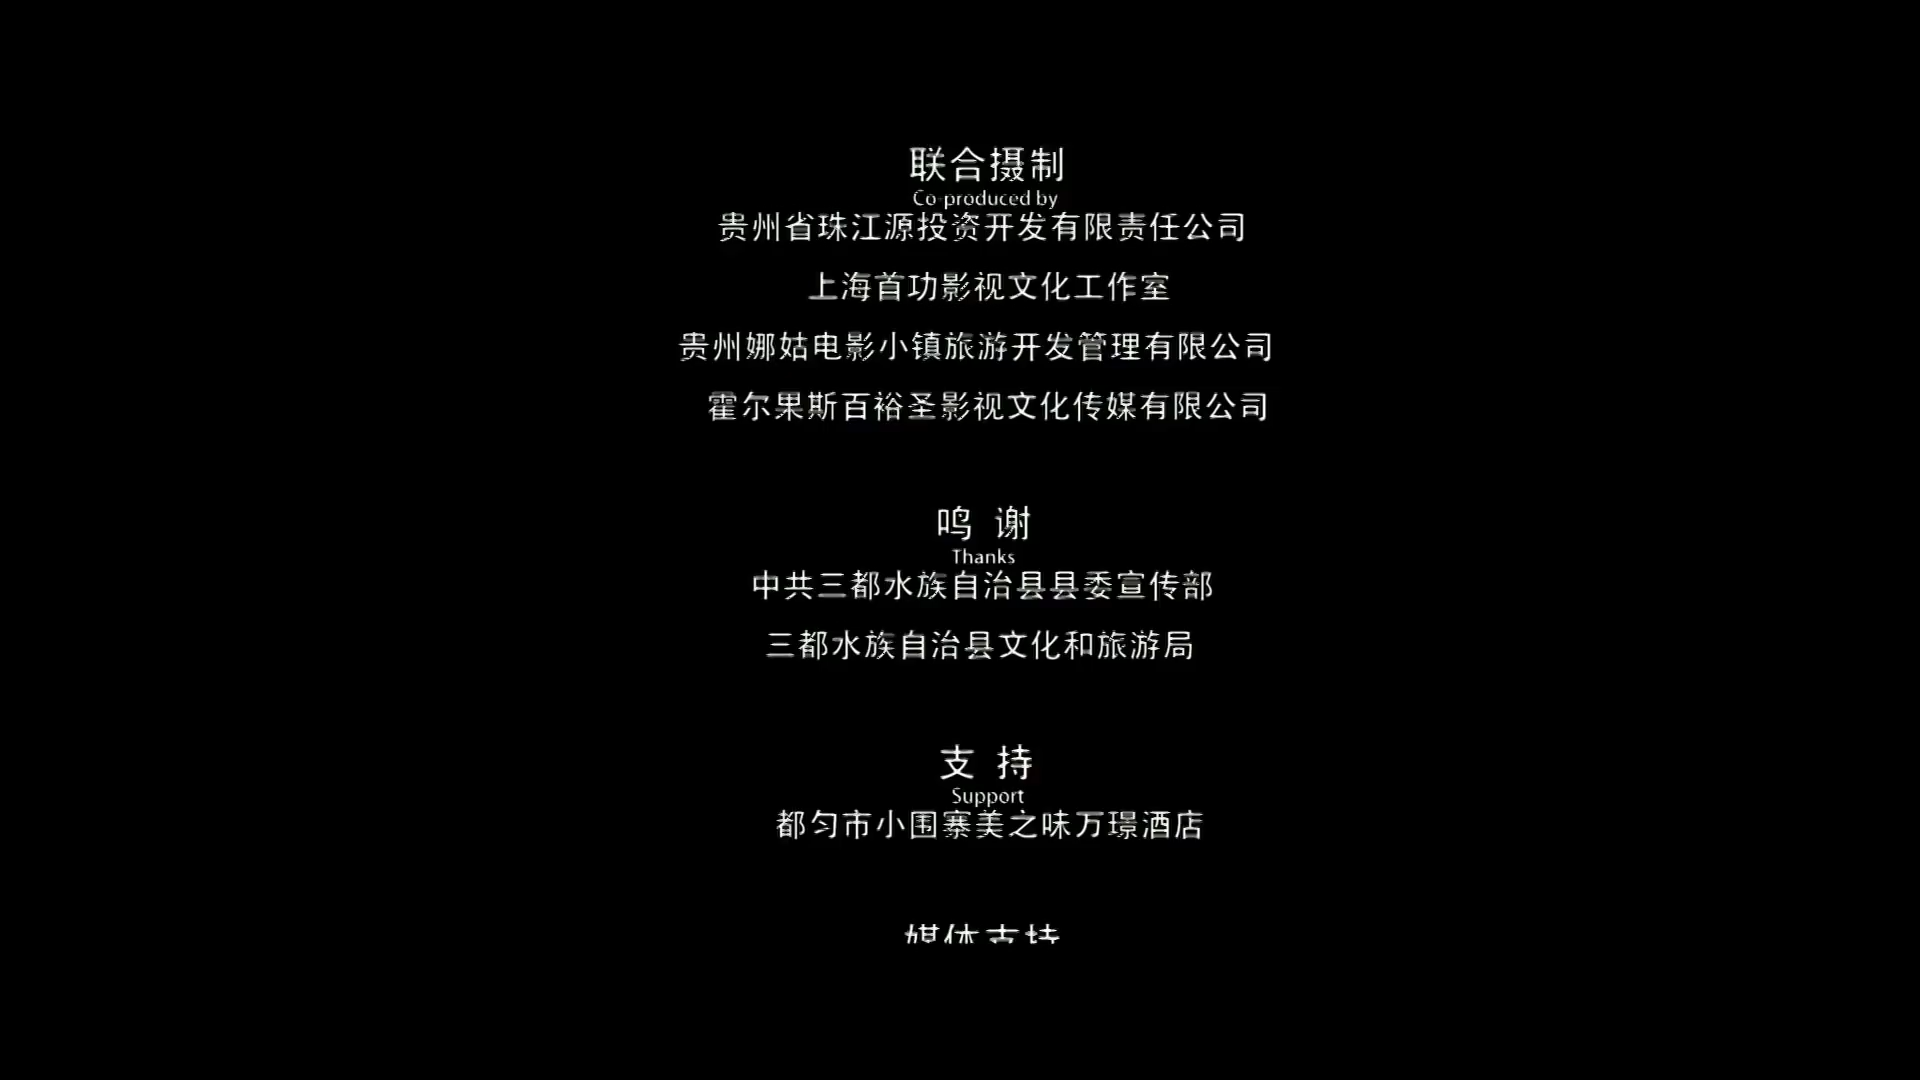 联合摄制
Co-produced by
贵州省珠江源投资开发有限责任公司
上海首功影视文化工作室
贵州娜姑电影小镇旅游开发管理有限公司
霍尔果斯百裕圣影视文化传媒有限公司
鸣 谢
Thanks
中共三都水族自治县县委宣传部
三都水族自治县文化和旅游局
支 持
Support
都匀市小围寨美之味万璟酒店
媒体支持